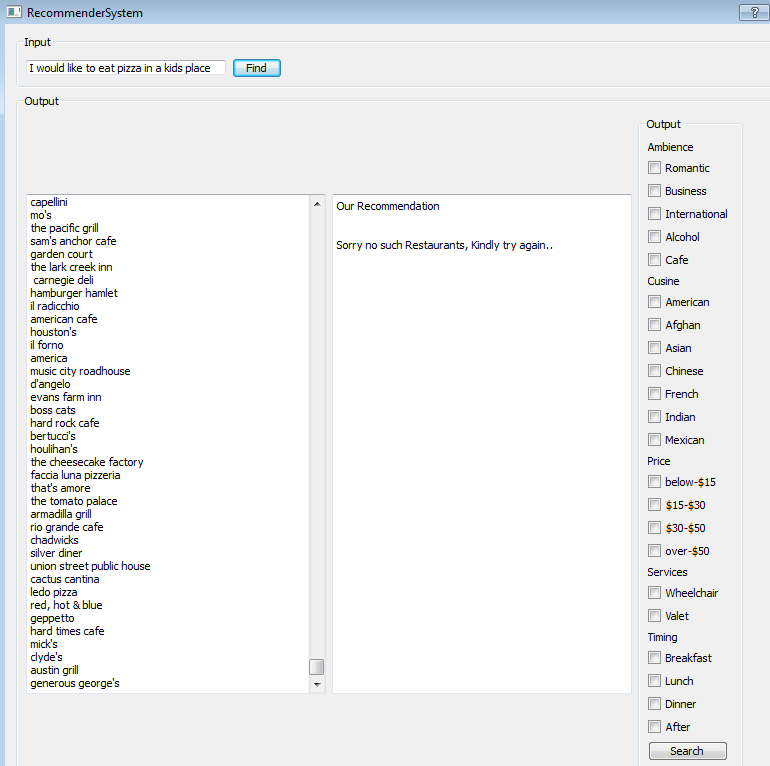 RecommenderSystem
?
Input
I would like to eat pizza in a kids place
Find
Output
capellini
mo's
the pacific grill
sam's anchor cafe
garden court
the lark creek inn
carnegie deli
hamburger hamlet
il radicchio
american cafe
houston's
il forno
america
music city roadhouse
d'angelo
evans farm inn
boss cats
hard rock cafe
bertucci's
houlihan's
the cheesecake factory
faccia luna pizzeria
that's amore
the tomato palace
armadilla grill
rio grande cafe
chadwicks
silver diner
union street public house
cactus cantina
ledo pizza
red, hot & blue
geppetto
hard times cafe
mick's
clyde's
austin grill
generous george's
Our Recommendation
Sorry no such Restaurants, Kindly try again..
Output
Ambience
Romantic
Business
International
Alcohol
Cafe
Cusine
American
Afghan
Asian
Chinese
French
Indian
Mexican
Price
below-$15
$15-$30
$30-$50
over-$50
Services
Wheelchair
Valet
Timing
Breakfast
Lunch
Dinner
After
Search